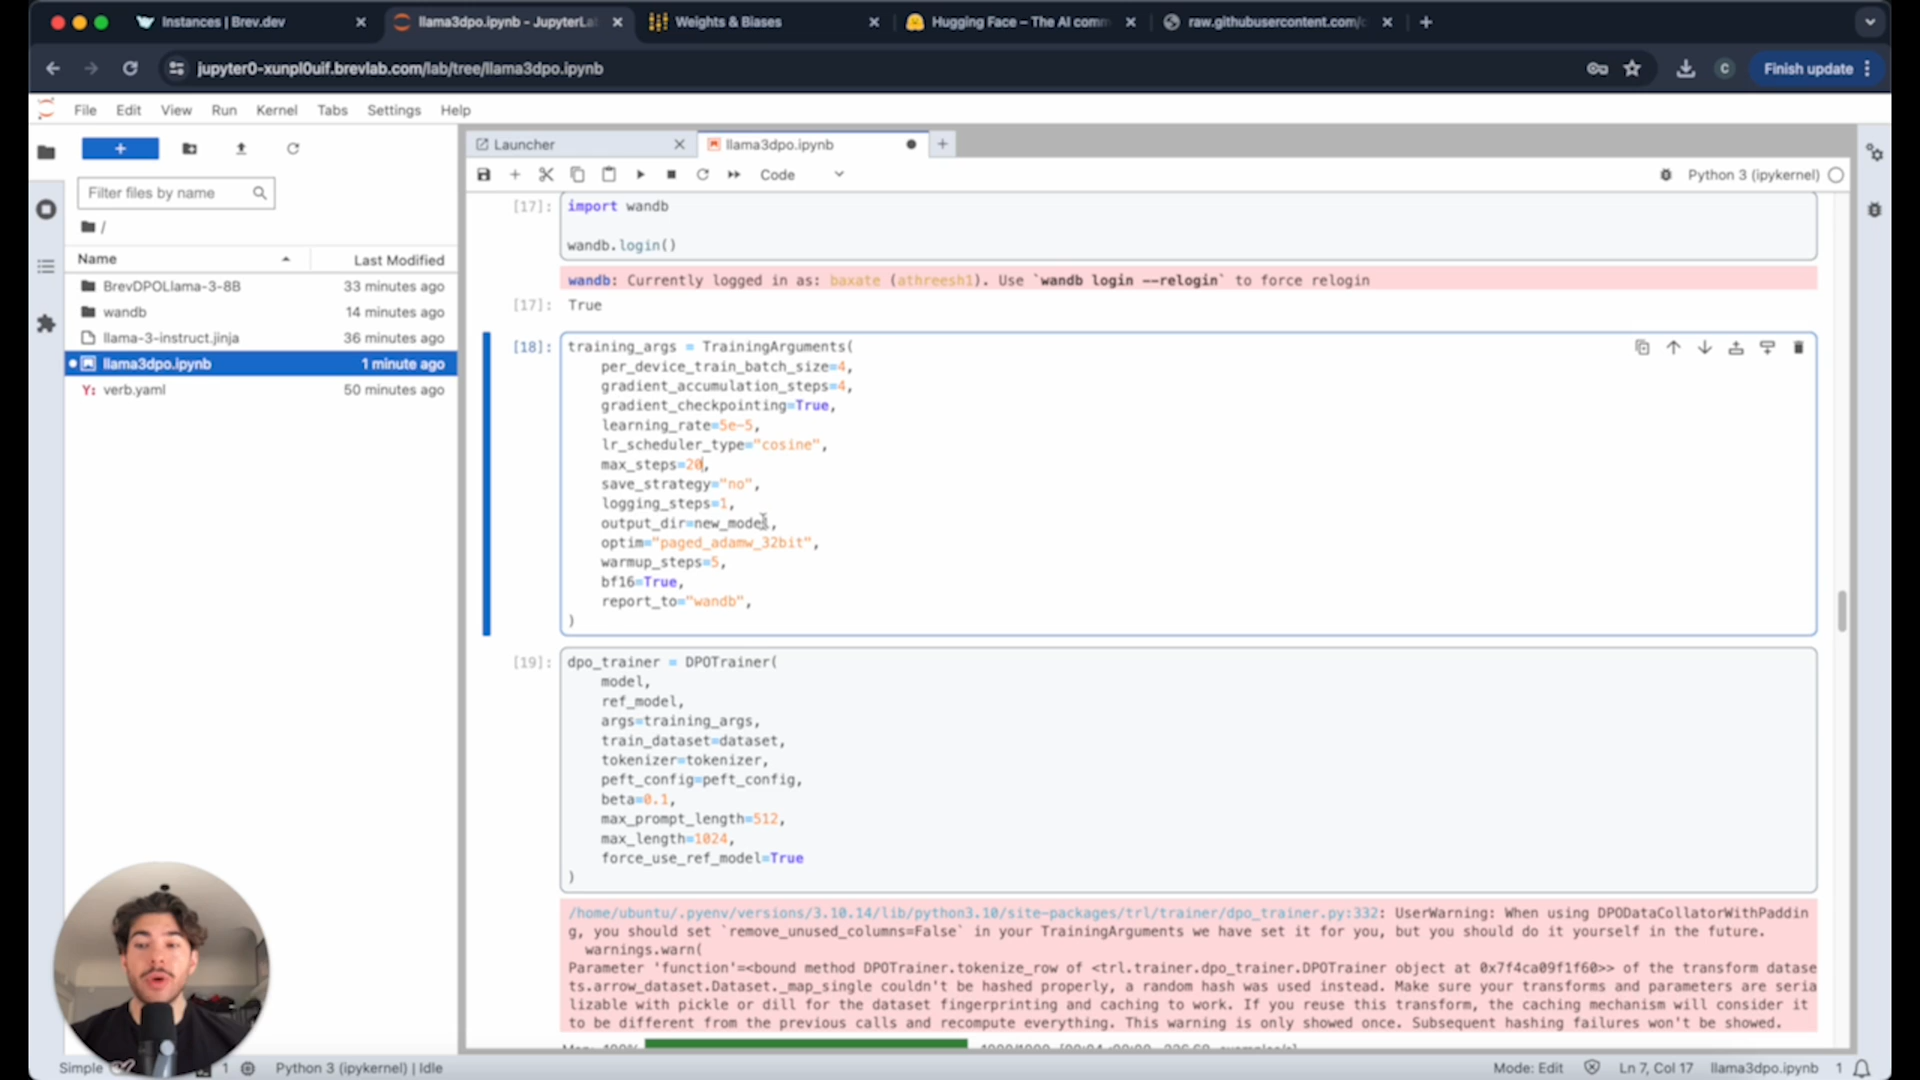 Instances | Brev.dev
llama3dpo.ipynb - JupyterLa
Weights & Biases
Hugging Face – The AI comm
raw.githubusercontent.com/
jupyter0-xunpl0uif.brevlab.com/lab/tree/llama3dpo.ipynb
C
Finish update
File Edit View Run Kernel Tabs Settings Help
Launcher
llama3dpo.ipynb
Code
Python 3 (ipykernel)
Filter files by name
/
Name Last Modified
BrevDPOLlama-3-8B 33 minutes ago
wandb 14 minutes ago
llama-3-instruct.jinja 36 minutes ago
llama3dpo.ipynb 1 minute ago
Y: verb.yaml 50 minutes ago
[17]: import wandb
wandb.login()
wandb: Currently logged in as: baxate (athreesh1). Use `wandb login --relogin` to force relogin
[17]: True
[18]: training_args = TrainingArguments(
per_device_train_batch_size=4,
gradient_accumulation_steps=4,
gradient_checkpointing=True,
learning_rate=5e-5,
lr_scheduler_type="cosine",
max_steps=20,
save_strategy="no",
logging_steps=1,
output_dir=new_model,
optim="paged_adamw_32bit",
warmup_steps=5,
bf16=True,
report_to="wandb",
)
[19]: dpo_trainer = DPOTrainer(
model,
ref_model,
args=training_args,
train_dataset=dataset,
tokenizer=tokenizer,
peft_config=peft_config,
beta=0.1,
max_prompt_length=512,
max_length=1024,
force_use_ref_model=True
)
/home/ubuntu/.pyenv/versions/3.10.14/lib/python3.10/site-packages/trl/trainer/dpo_trainer.py:332: UserWarning: When using DPODataCollatorWithPaddin
g, you should set `remove_unused_columns=False` in your TrainingArguments we have set it for you, but you should do it yourself in the future.
warnings.warn(
Parameter 'function'=<bound method DPOTrainer.tokenize_row of <trl.trainer.dpo_trainer.DPOTrainer object at 0x7f4ca09f1f60>> of the transform datase
ts.arrow_dataset.Dataset._map_single couldn't be hashed properly, a random hash was used instead. Make sure your transforms and parameters are seria
lizable with pickle or dill for the dataset fingerprinting and caching to work. If you reuse this transform, the caching mechanism will consider it
to be different from the previous calls and recompute everything. This warning is only showed once. Subsequent hashing failures won't be showed.
Simple 1 Python 3 (ipykernel) | Idle
Mode: Edit Ln 7, Col 17 llama3dpo.ipynb 1